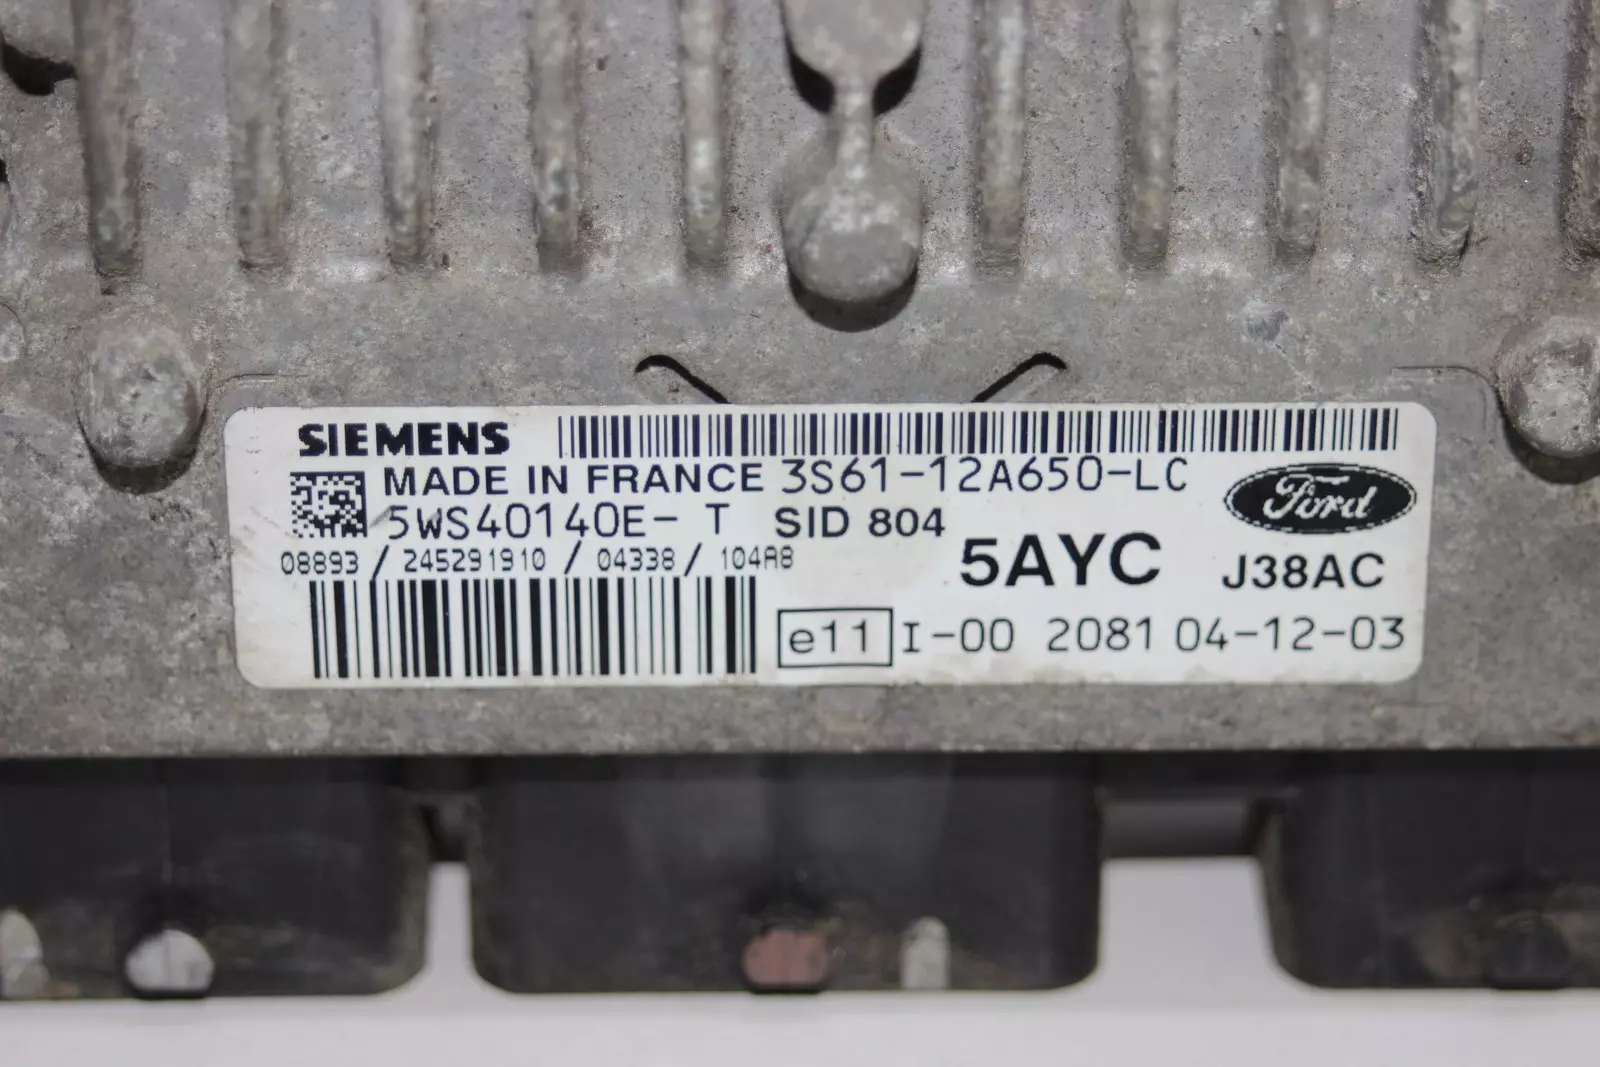 SIEMENS
MADE IN FRANCE 3S61-12A650-LC
Ford
5WS40140E- T SID 804
08893 / 245291910 / 04338 / 104A8
5AYC J38AC
e11 I-00 2081 04-12-03